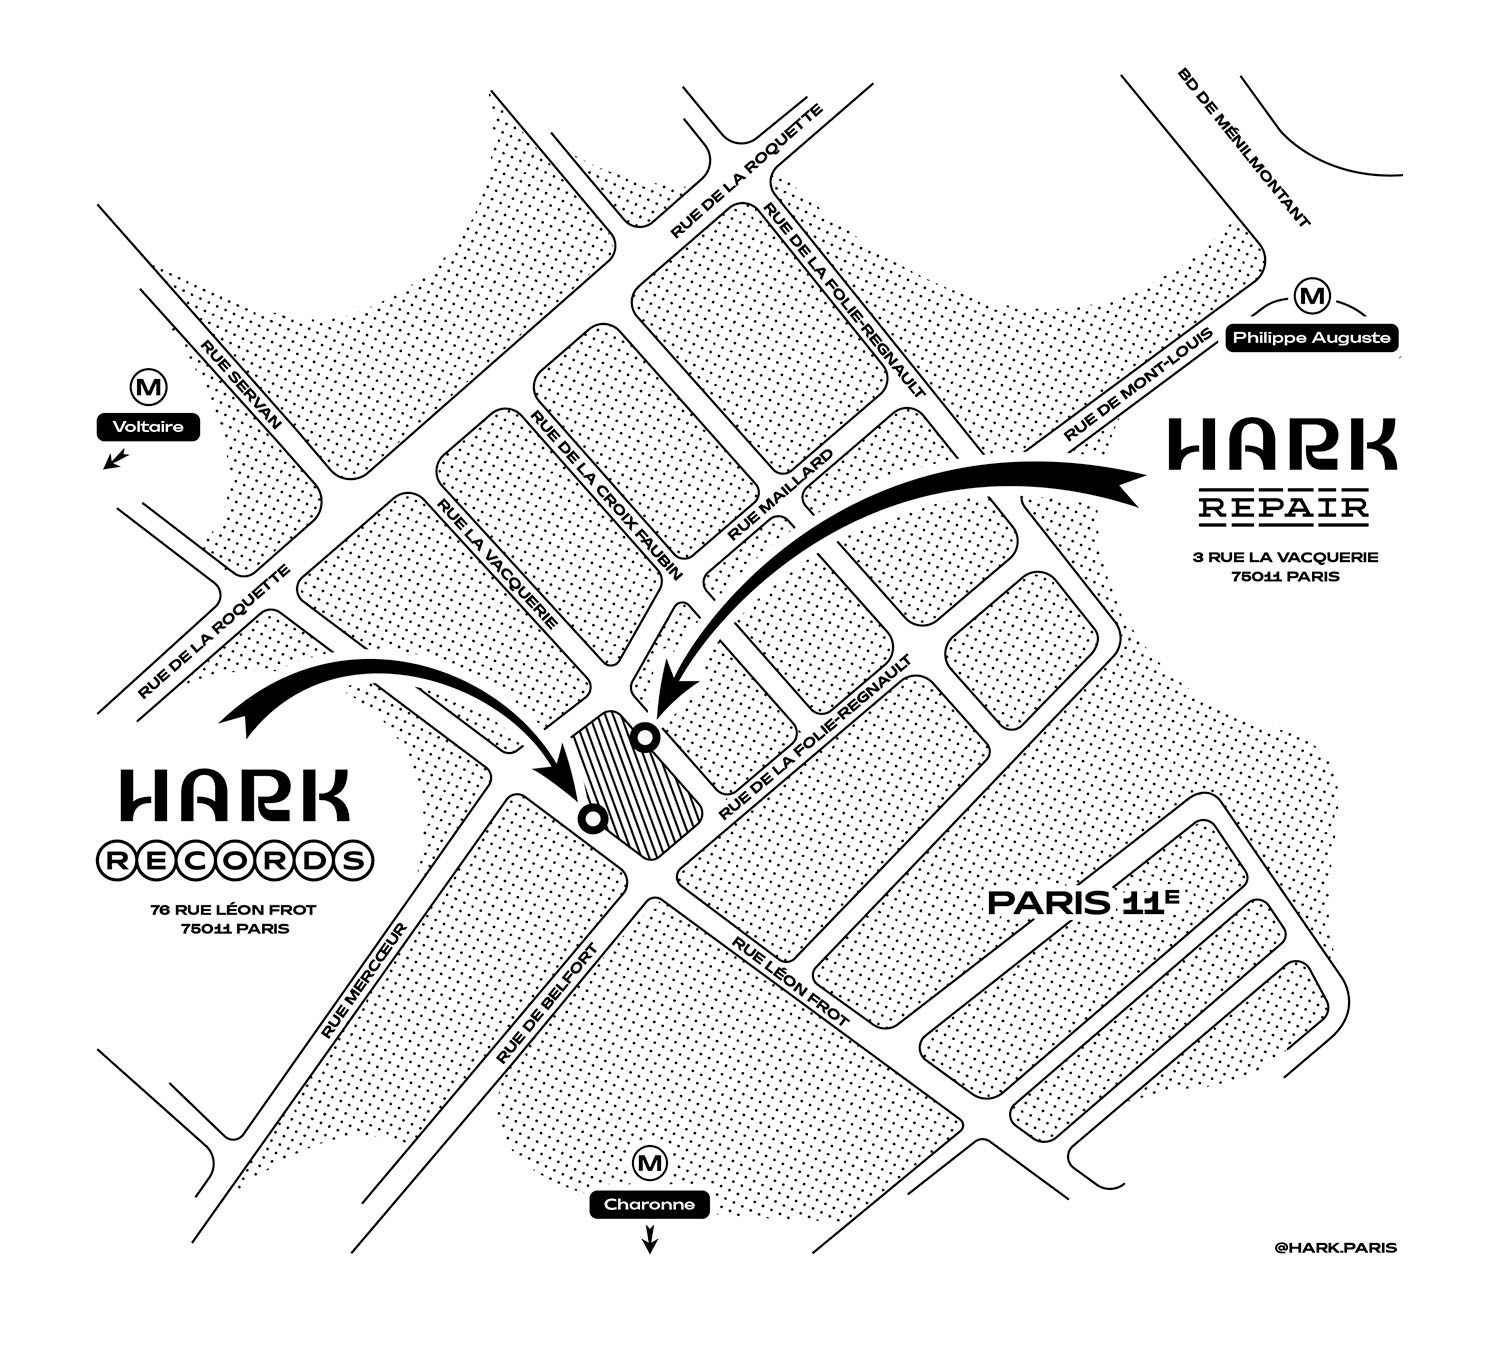 BD DE MÉNILMONTANT
RUE DE LA ROQUETTE
RUE DE LA FOLIE-REGNAULT
M
Philippe Auguste
RUE DE MONT-LOUIS
RUE SERVAN
M
Voltaire
HARK
REPAIR
3 RUE LA VACQUERIE
75011 PARIS
RUE DE LA CROIX FAUBIN
RUE MAILLARD
RUE LA VACQUERIE
RUE DE LA ROQUETTE
RUE DE LA FOLIE-REGNAULT
HARK
RECORDS
76 RUE LÉON FROT
75011 PARIS
PARIS 11E
RUE MERCŒUR
RUE DE BELFORT
RUE LÉON FROT
M
Charonne
@HARK.PARIS